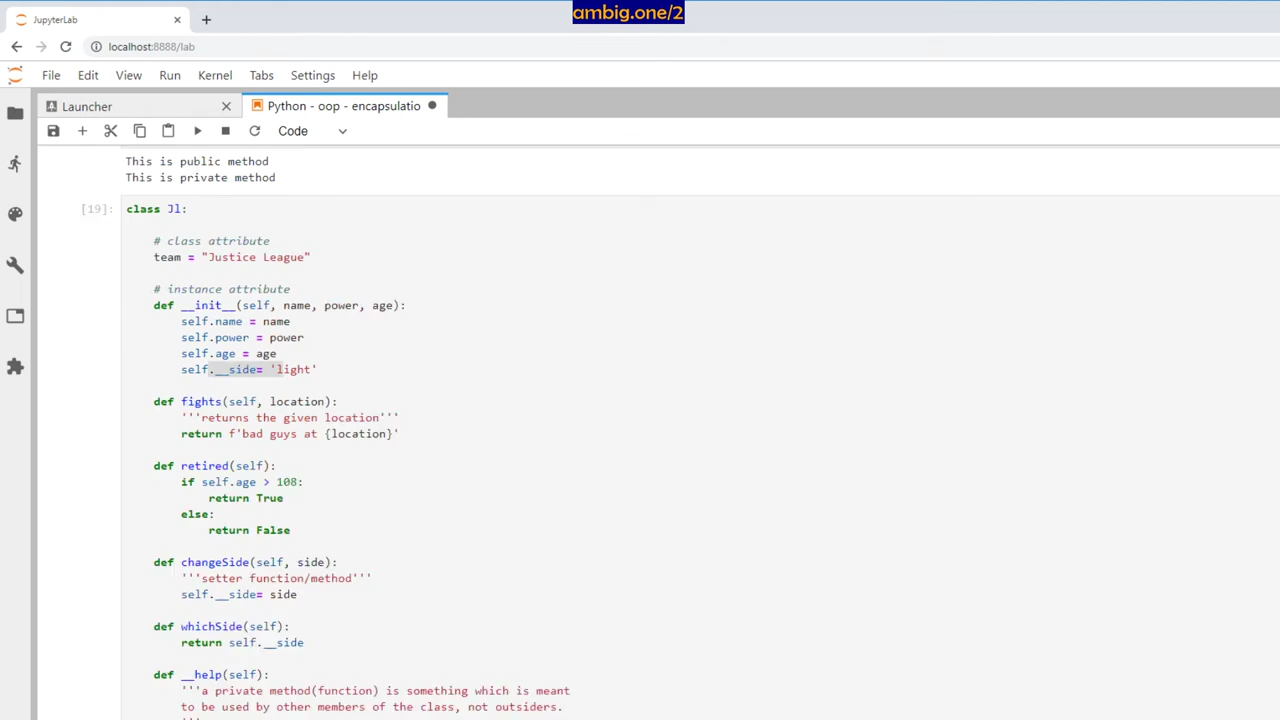 ambig.one/2
JupyterLab
localhost:8888/lab
File Edit View Run Kernel Tabs Settings Help
Launcher
Python - oop - encapsulatio
Code
This is public method
This is private method
[19]:
class Jl:
# class attribute
team = "Justice League"
# instance attribute
def __init__(self, name, power, age):
self.name = name
self.power = power
self.age = age
self.__side= 'light'
def fights(self, location):
'''returns the given location'''
return f'bad guys at {location}'
def retired(self):
if self.age > 108:
return True
else:
return False
def changeSide(self, side):
'''setter function/method'''
self.__side= side
def whichSide(self):
return self.__side
def __help(self):
'''a private method(function) is something which is meant
to be used by other members of the class, not outsiders.
'''